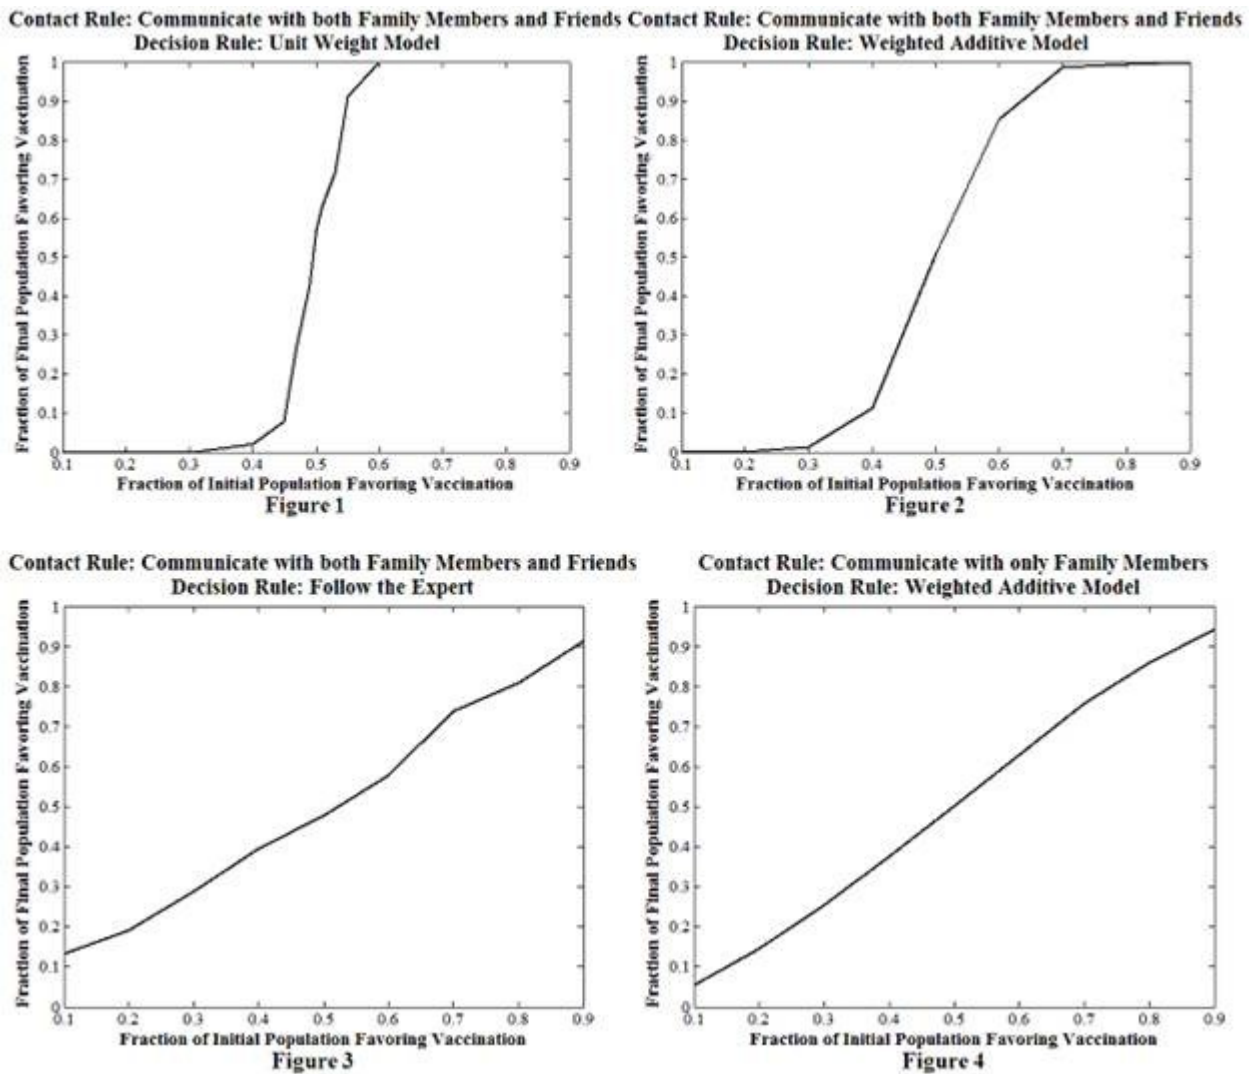 Contact Rule: Communicate with both Family Members and Friends
Decision Rule: Unit Weight Model
Fraction of Final Population Favoring Vaccination
1
0.9
0.8
0.7
0.6
0.5
0.4
0.3
0.2
0.1
0
0.1 0.2 0.3 0.4 0.5 0.6 0.7 0.8 0.9
Fraction of Initial Population Favoring Vaccination
Figure 1
Contact Rule: Communicate with both Family Members and Friends
Decision Rule: Weighted Additive Model
Fraction of Final Population Favoring Vaccination
1
0.9
0.8
0.7
0.6
0.5
0.4
0.3
0.2
0.1
0
0.1 0.2 0.3 0.4 0.5 0.6 0.7 0.8 0.9
Fraction of Initial Population Favoring Vaccination
Figure 2
Contact Rule: Communicate with both Family Members and Friends
Decision Rule: Follow the Expert
Fraction of Final Population Favoring Vaccination
1
0.9
0.8
0.7
0.6
0.5
0.4
0.3
0.2
0.1
0
0.1 0.2 0.3 0.4 0.5 0.6 0.7 0.8 0.9
Fraction of Initial Population Favoring Vaccination
Figure 3
Contact Rule: Communicate with only Family Members
Decision Rule: Weighted Additive Model
Fraction of Final Population Favoring Vaccination
1
0.9
0.8
0.7
0.6
0.5
0.4
0.3
0.2
0.1
0
0.1 0.2 0.3 0.4 0.5 0.6 0.7 0.8 0.9
Fraction of Initial Population Favoring Vaccination
Figure 4